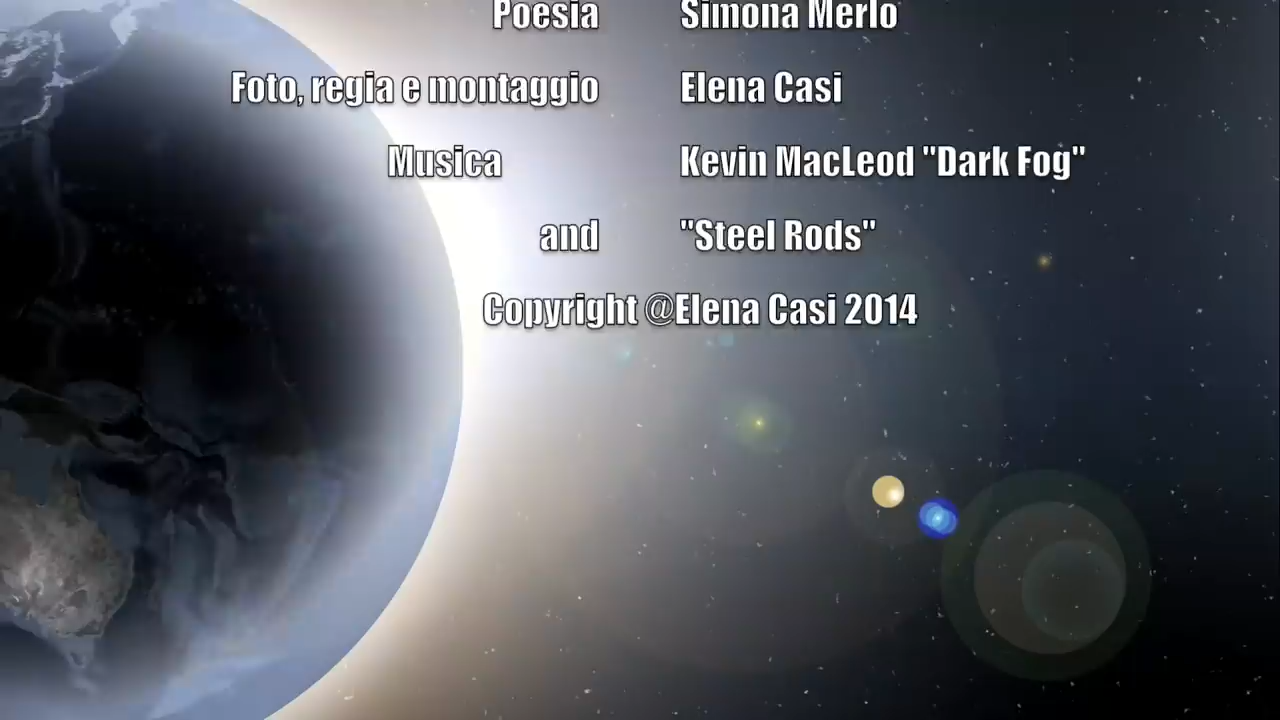 Poesia Simona Merlo
Foto, regia e montaggio Elena Casi
Musica Kevin MacLeod "Dark Fog"
and "Steel Rods"
Copyright @Elena Casi 2014